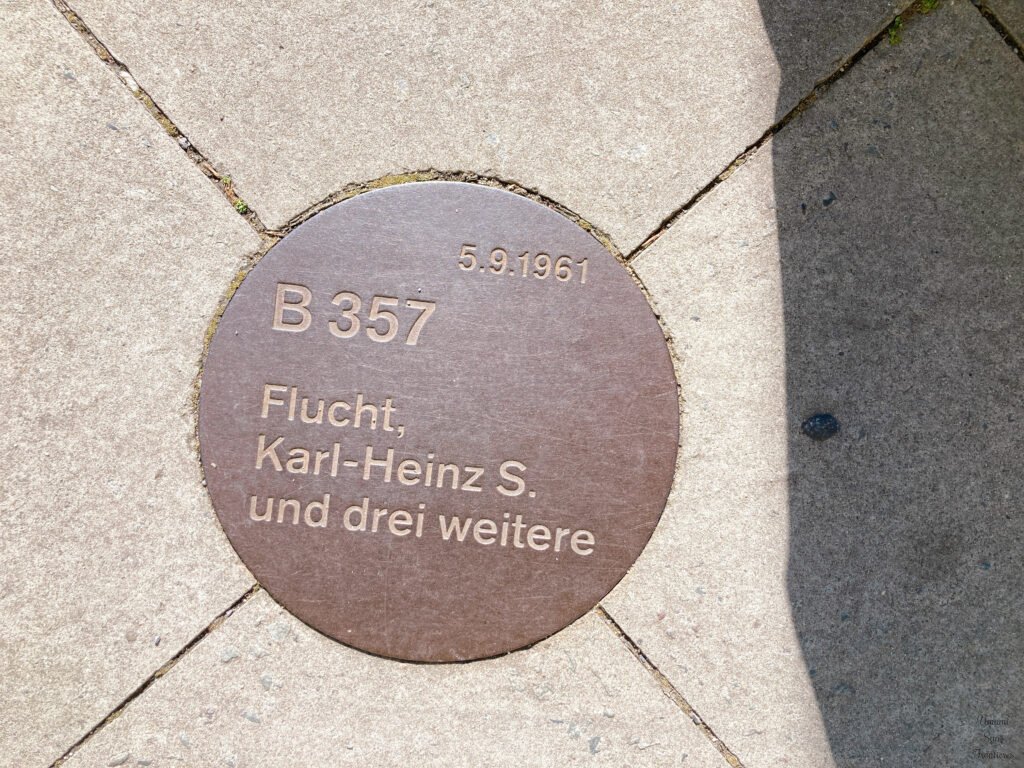 5.9.1961
B 357
Flucht,
Karl-Heinz S.
und drei weitere